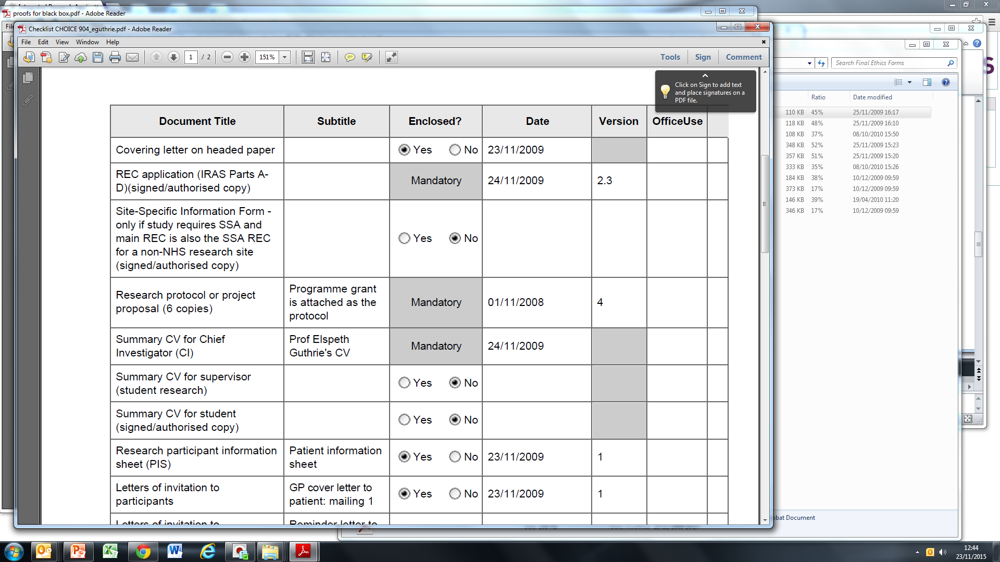 proofs for black box.pdf - Adobe Reader
Checklist CHOICE 904_eguthrie.pdf - Adobe Reader
File Edit View Window Help
1 / 2 151% Tools Sign Comment
Click on Sign to add text
and place signatures on a
PDF file.
Document Title Subtitle Enclosed? Date Version OfficeUse
Covering letter on headed paper Yes No 23/11/2009
REC application (IRAS Parts A-
D)(signed/authorised copy) Mandatory 24/11/2009 2.3
Site-Specific Information Form -
only if study requires SSA and
main REC is also the SSA REC
for a non-NHS research site
(signed/authorised copy)
Yes No
Research protocol or project
proposal (6 copies)
Programme grant
is attached as the
protocol
Mandatory 01/11/2008 4
Summary CV for Chief
Investigator (CI)
Prof Elspeth
Guthrie's CV
Mandatory 24/11/2009
Summary CV for supervisor
(student research)
Yes No
Summary CV for student
(signed/authorised copy)
Yes No
Research participant information
sheet (PIS)
Patient information
sheet
Yes No 23/11/2009 1
Letters of invitation to
participants
GP cover letter to
patient: mailing 1
Yes No 23/11/2009 1
Letters of invitation to Reminder letter to
Search Final Ethics Forms
Ratio Date modified
110 KB 45% 25/11/2009 16:17
118 KB 48% 25/11/2009 16:10
108 KB 37% 08/10/2010 15:50
348 KB 52% 25/11/2009 15:23
357 KB 51% 25/11/2009 15:20
333 KB 35% 08/10/2010 15:26
184 KB 38% 10/12/2009 09:59
373 KB 17% 10/12/2009 09:59
146 KB 39% 19/04/2010 11:20
346 KB 17% 10/12/2009 09:59
Document
12:44
23/11/2015